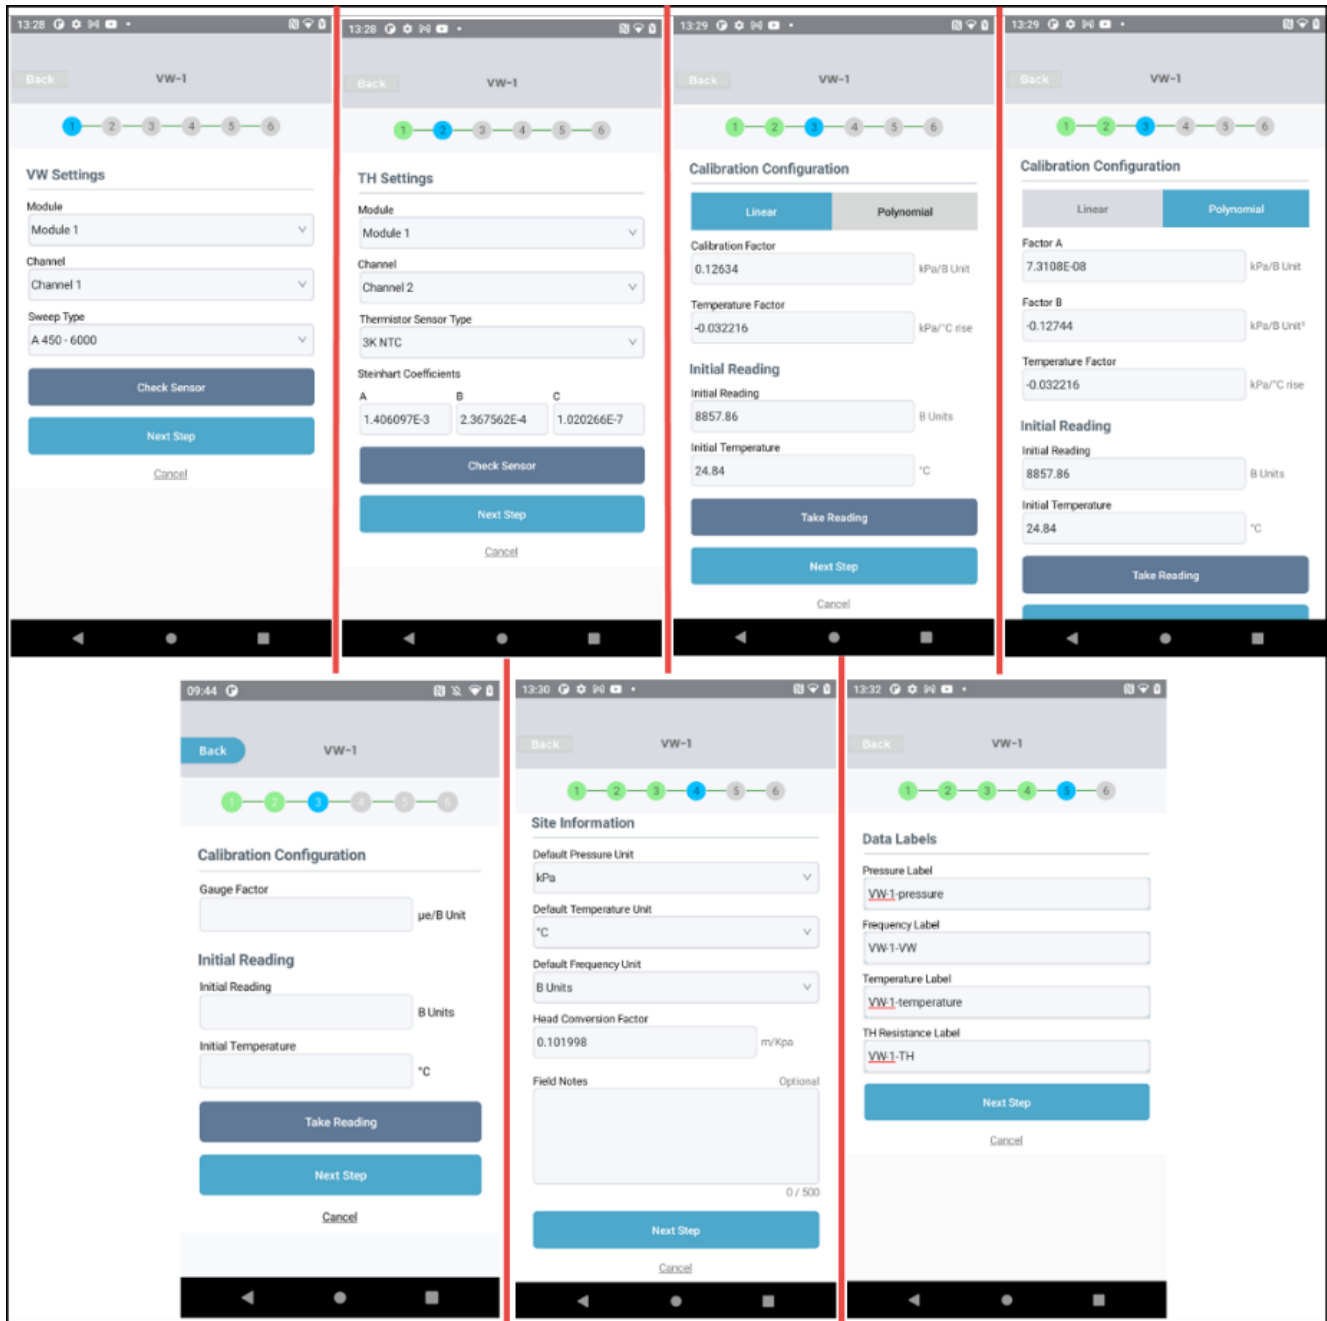 13:28
Back
VW-1
1 2 3 4 5 6
VW Settings
Module
Module 1
Channel
Channel 1
Sweep Type
A 450 - 6000
Check Sensor
Next Step
Cancel
13:28
Back
VW-1
1 2 3 4 5 6
TH Settings
Module
Module 1
Channel
Channel 2
Thermistor Sensor Type
3K NTC
Steinhart Coefficients
A B C
1.406097E-3 2.367562E-4 1.020266E-7
Check Sensor
Next Step
Cancel
13:29
Back
VW-1
1 2 3 4 5 6
Calibration Configuration
Linear Polynomial
Calibration Factor
0.12634 kPa/B Unit
Temperature Factor
-0.032216 kPa/°C rise
Initial Reading
Initial Reading
8857.86 B Units
Initial Temperature
24.84 °C
Take Reading
Next Step
Cancel
13:29
Back
VW-1
1 2 3 4 5 6
Calibration Configuration
Linear Polynomial
Factor A
7.3108E-08 kPa/B Unit
Factor B
-0.12744 kPa/B Unit²
Temperature Factor
-0.032216 kPa/°C rise
Initial Reading
Initial Reading
8857.86 B Units
Initial Temperature
24.84 °C
Take Reading
09:44
Back
VW-1
1 2 3 4 5 6
Calibration Configuration
Gauge Factor
µe/B Unit
Initial Reading
Initial Reading
B Units
Initial Temperature
°C
Take Reading
Next Step
Cancel
13:30
Back
VW-1
1 2 3 4 5 6
Site Information
Default Pressure Unit
kPa
Default Temperature Unit
°C
Default Frequency Unit
B Units
Head Conversion Factor
0.101998 m/Kpa
Field Notes Optional
0 / 500
Next Step
Cancel
13:32
Back
VW-1
1 2 3 4 5 6
Data Labels
Pressure Label
VW-1-pressure
Frequency Label
VW-1-VW
Temperature Label
VW-1-temperature
TH Resistance Label
VW-1-TH
Next Step
Cancel